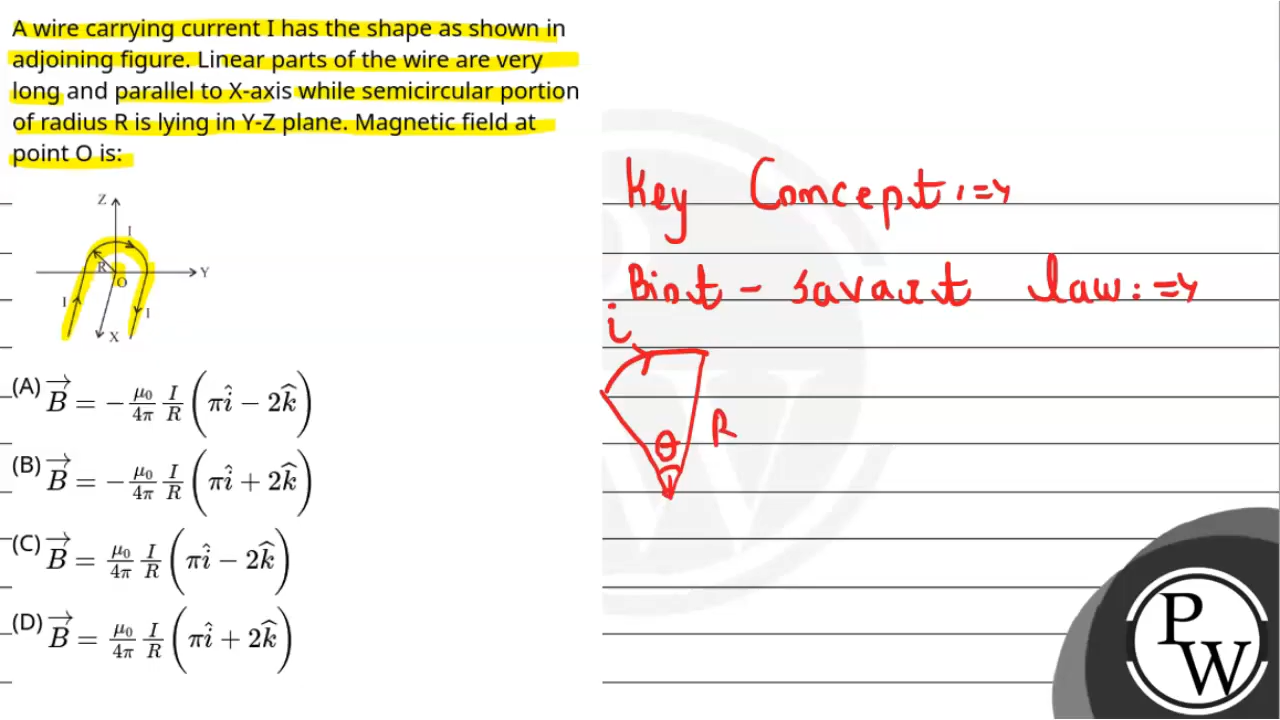 A wire carrying current I has the shape as shown in
adjoining figure. Linear parts of the wire are very
long and parallel to X-axis while semicircular portion
of radius R is lying in Y-Z plane. Magnetic field at
point O is:
Z
I
R
O
Y
I
I
X
(A) $\overrightarrow{B} = -\frac{\mu_0}{4\pi} \frac{I}{R} \left( \pi\hat{i} - 2\hat{k} \right)$
(B) $\overrightarrow{B} = -\frac{\mu_0}{4\pi} \frac{I}{R} \left( \pi\hat{i} + 2\hat{k} \right)$
(C) $\overrightarrow{B} = \frac{\mu_0}{4\pi} \frac{I}{R} \left( \pi\hat{i} - 2\hat{k} \right)$
(D) $\overrightarrow{B} = \frac{\mu_0}{4\pi} \frac{I}{R} \left( \pi\hat{i} + 2\hat{k} \right)$
Key Concept :=>
Biot - savart law :=>
i
R
θ
PW